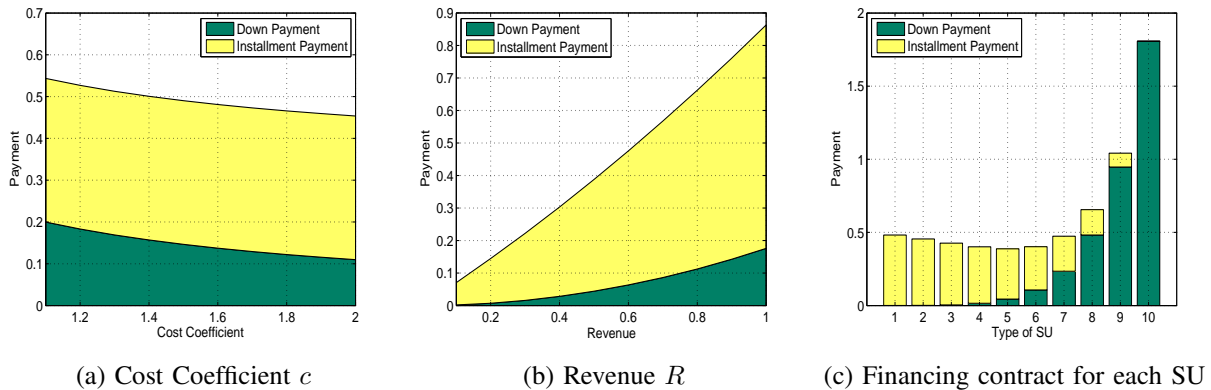 0.7
0.6
0.5
0.4
0.3
0.2
0.1
0
Payment
Down Payment
Installment Payment
1.2 1.4 1.6 1.8 2
Cost Coefficient
(a) Cost Coefficient c
0.9
0.8
0.7
0.6
0.5
0.4
0.3
0.2
0.1
0
Payment
Down Payment
Installment Payment
0.2 0.4 0.6 0.8 1
Revenue
(b) Revenue R
2
1.5
1
0.5
0
Payment
Down Payment
Installment Payment
1 2 3 4 5 6 7 8 9 10
Type of SU
(c) Financing contract for each SU